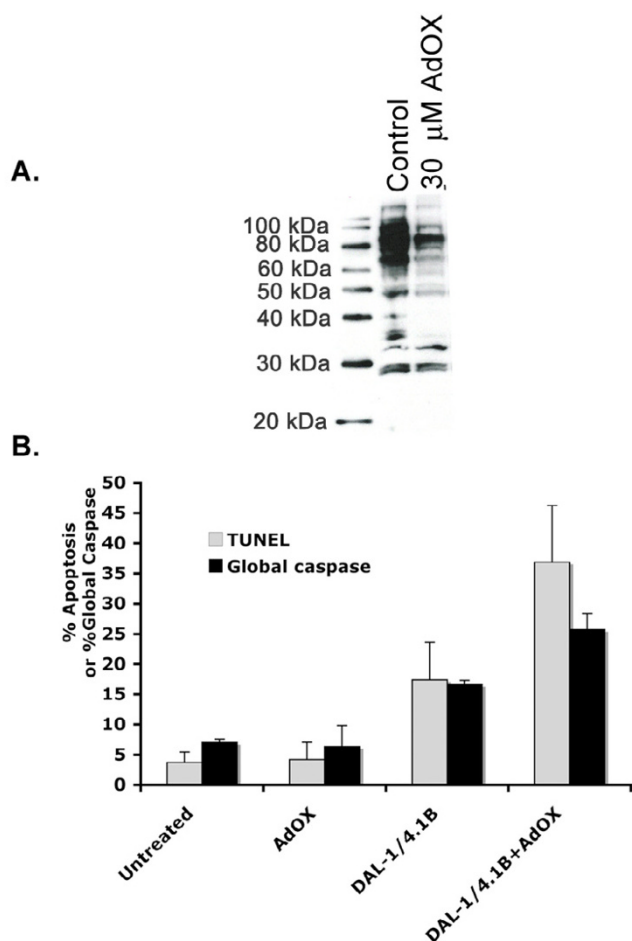 A.
Control
30 µM AdOX
100 kDa
80 kDa
60 kDa
50 kDa
40 kDa
30 kDa
20 kDa
B.
% Apoptosis
or %Global Caspase
50
45
40
35
30
25
20
15
10
5
0
TUNEL
Global caspase
Untreated
AdOX
DAL-1/4.1B
DAL-1/4.1B+AdOX